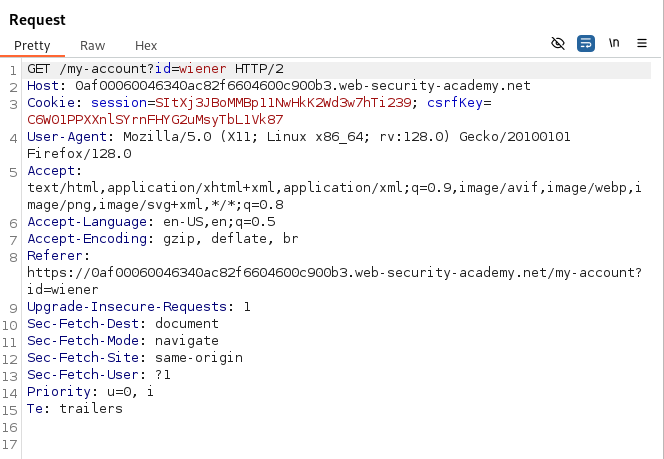 Request
Pretty Raw Hex \n
1 GET /my-account?id=wiener HTTP/2
2 Host: 0af00060046340ac82f6604600c900b3.web-security-academy.net
3 Cookie: session=SItXj3JBoMMBp11NwHkK2Wd3w7hTi239; csrfKey=
C6WO1PPXXnlSYrnFHYG2uMsyTbL1Vk87
4 User-Agent: Mozilla/5.0 (X11; Linux x86_64; rv:128.0) Gecko/20100101
Firefox/128.0
5 Accept:
text/html,application/xhtml+xml,application/xml;q=0.9,image/avif,image/webp,i
mage/png,image/svg+xml,*/*;q=0.8
6 Accept-Language: en-US,en;q=0.5
7 Accept-Encoding: gzip, deflate, br
8 Referer:
https://0af00060046340ac82f6604600c900b3.web-security-academy.net/my-account?
id=wiener
9 Upgrade-Insecure-Requests: 1
10 Sec-Fetch-Dest: document
11 Sec-Fetch-Mode: navigate
12 Sec-Fetch-Site: same-origin
13 Sec-Fetch-User: ?1
14 Priority: u=0, i
15 Te: trailers
16
17